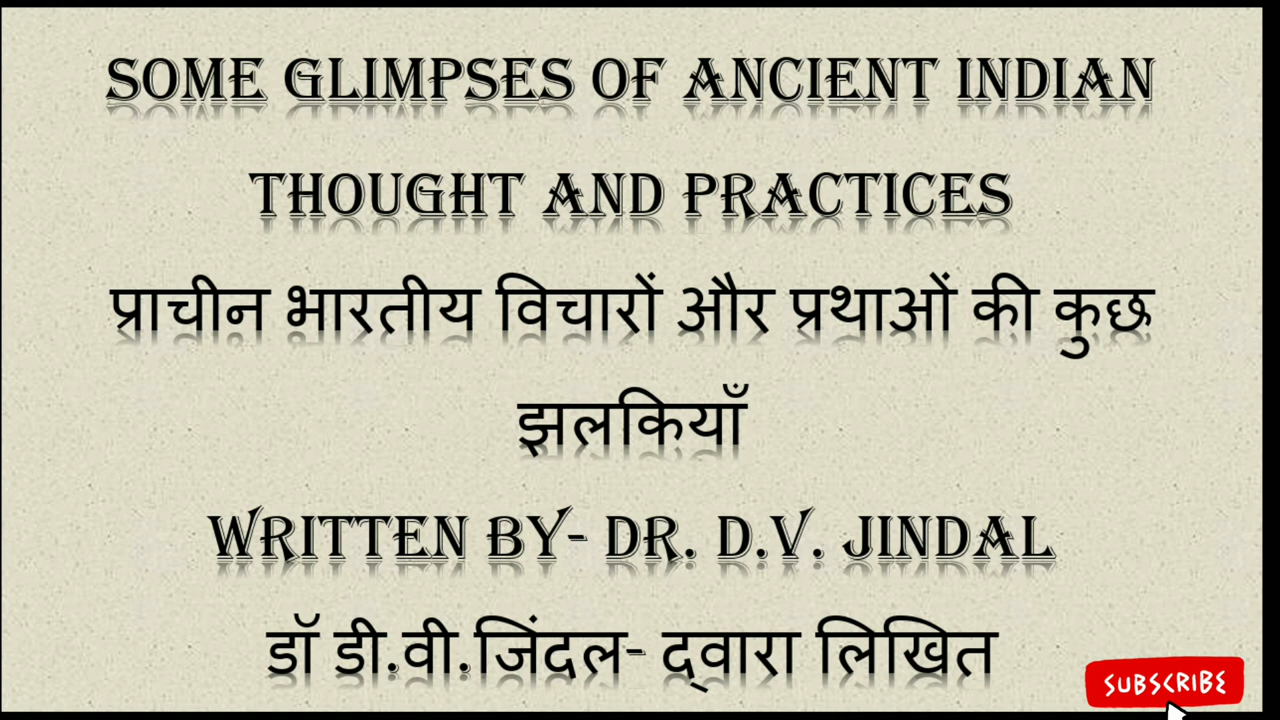 SOME GLIMPSES OF ANCIENT INDIAN
THOUGHT AND PRACTICES
प्राचीन भारतीय विचारों और प्रथाओं की कुछ
झलकियाँ
WRITTEN BY- DR. D.V. JINDAL
डॉ डी.वी.जिंदल- द्वारा लिखित
SUBSCRIBE